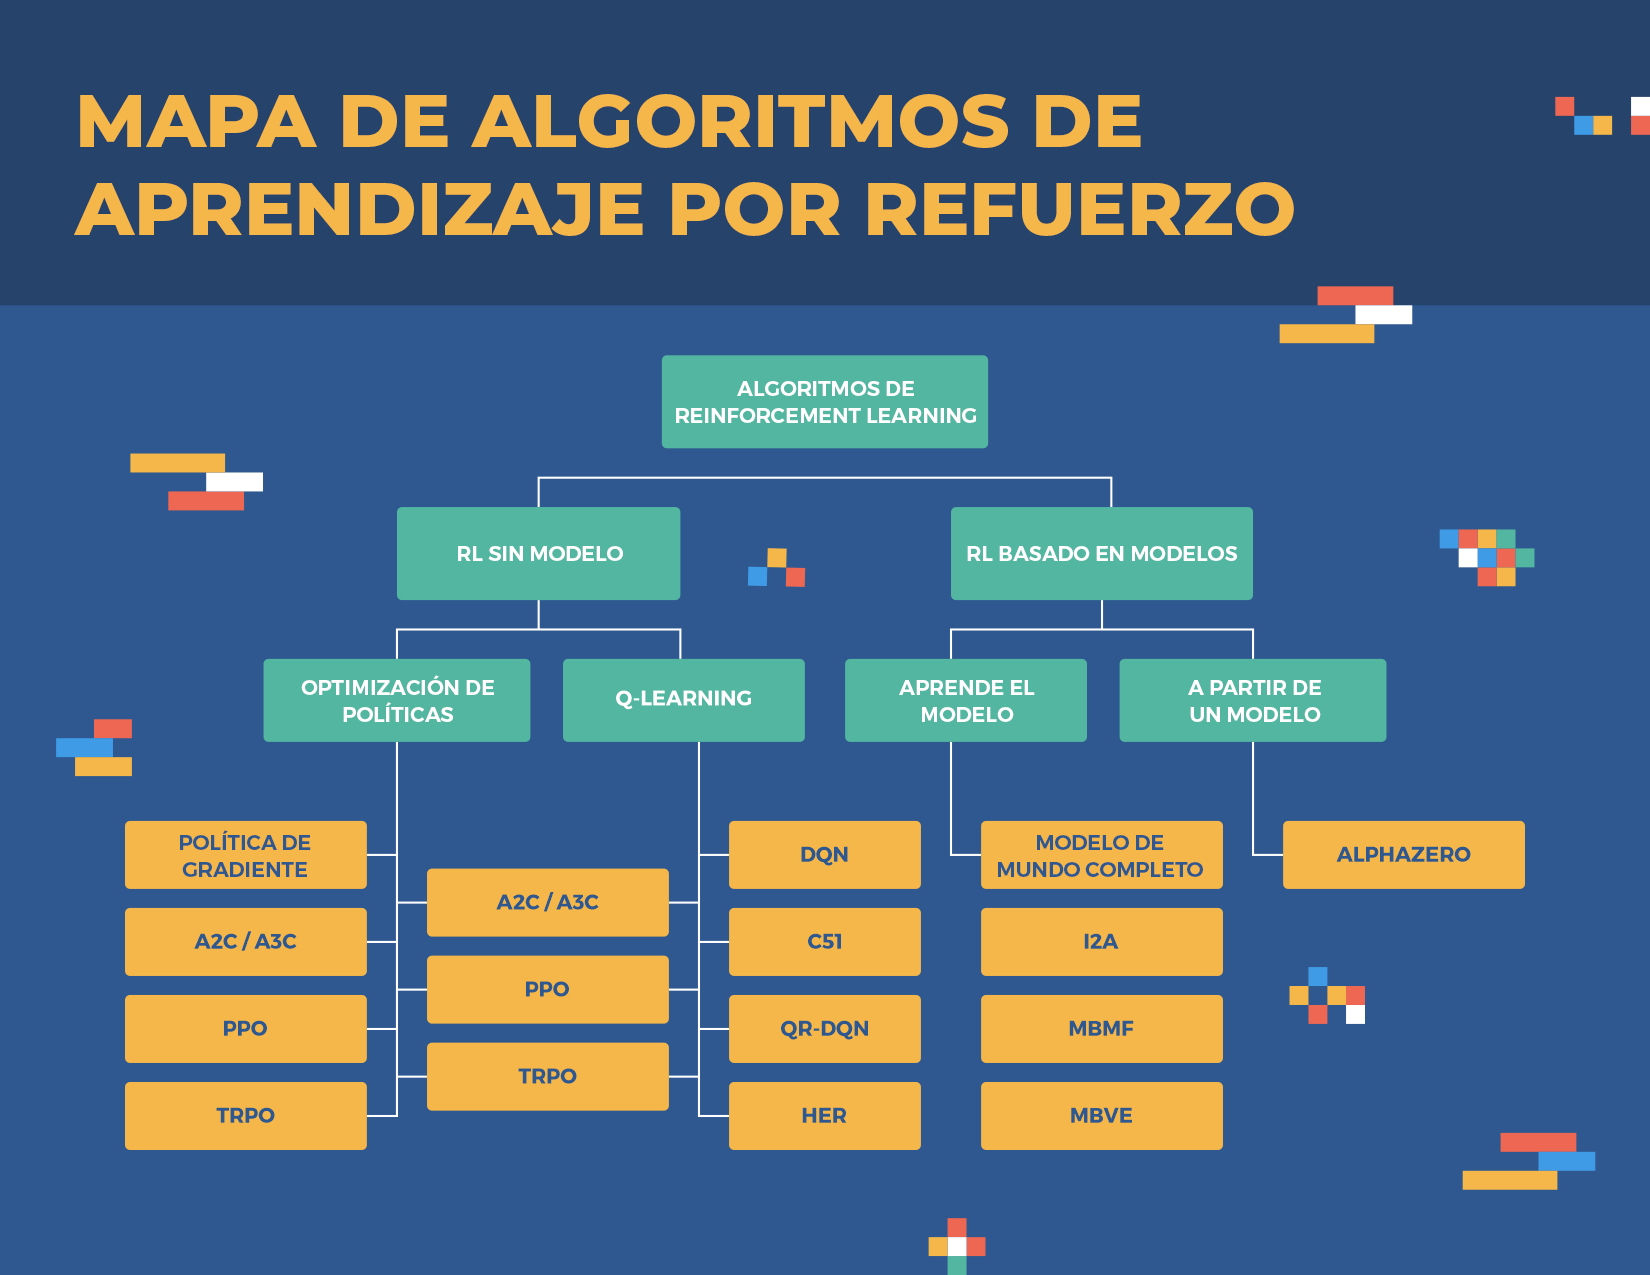 MAPA DE ALGORITMOS DE
APRENDIZAJE POR REFUERZO
ALGORITMOS DE
REINFORCEMENT LEARNING
RL SIN MODELO
RL BASADO EN MODELOS
OPTIMIZACIÓN DE
POLÍTICAS
Q-LEARNING
APRENDE EL
MODELO
A PARTIR DE
UN MODELO
POLÍTICA DE
GRADIENTE
A2C / A3C
PPO
TRPO
A2C / A3C
PPO
TRPO
DQN
C51
QR-DQN
HER
MODELO DE
MUNDO COMPLETO
I2A
MBMF
MBVE
ALPHAZERO